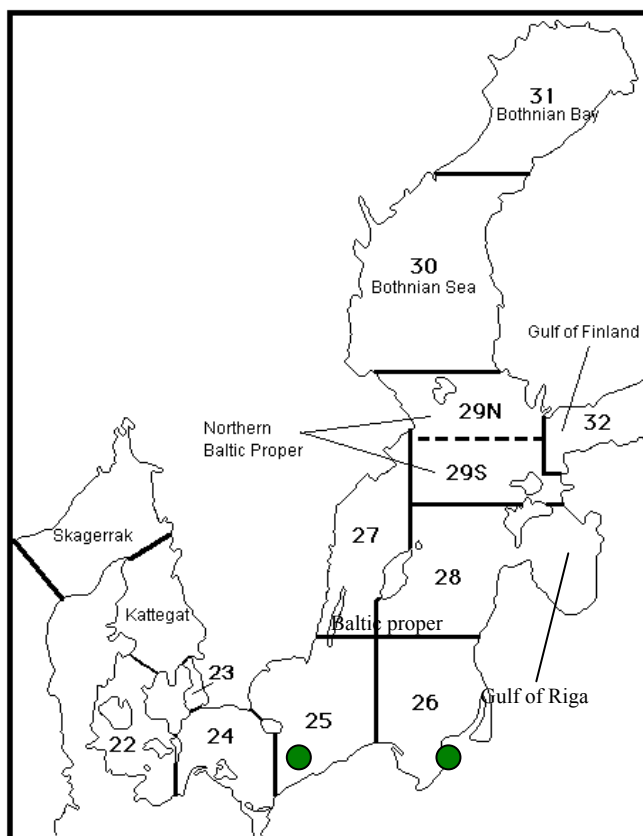 31
Bothnian Bay
30
Bothnian Sea
Gulf of Finland
29N
32
Northern
Baltic Proper
29S
Skagerrak
27
28
Kattegat
Baltic proper
23
26
Gulf of Riga
25
24
22